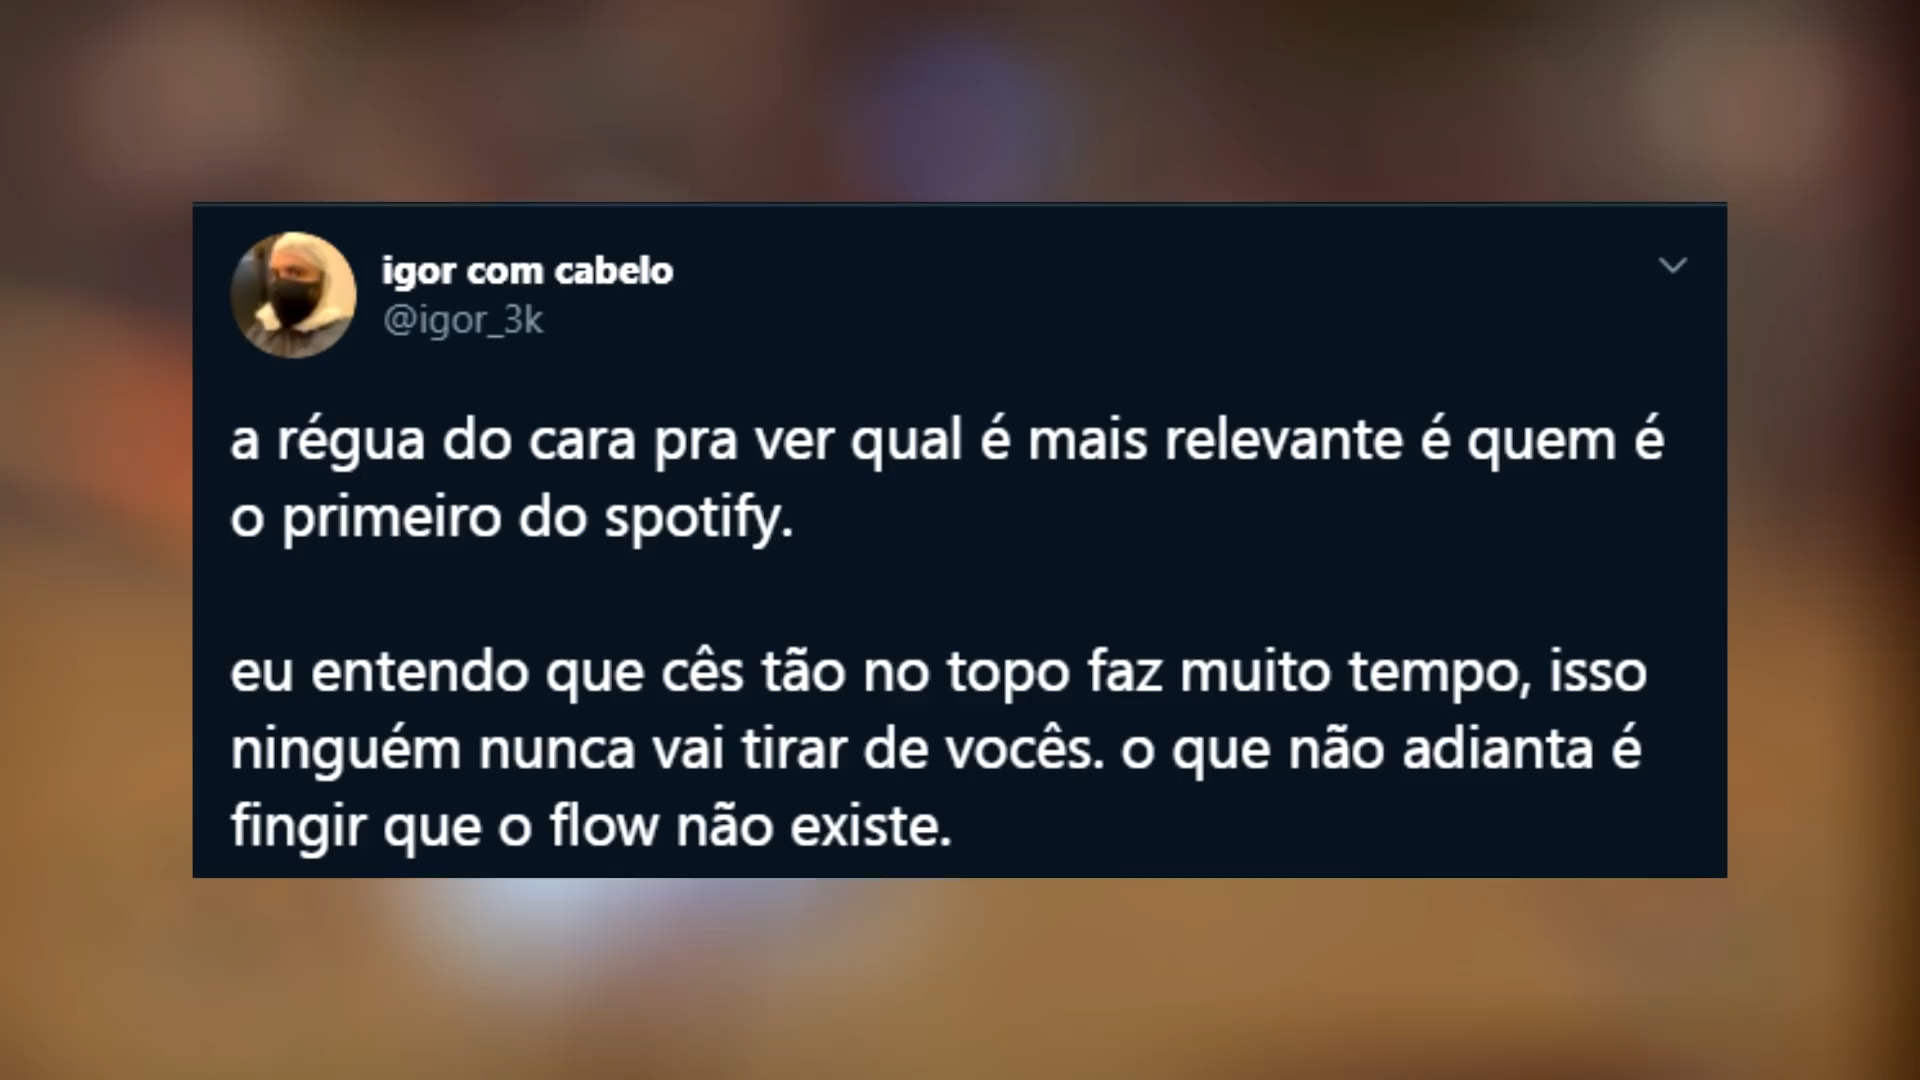 igor com cabelo
@igor_3k
a régua do cara pra ver qual é mais relevante é quem é
o primeiro do spotify.
eu entendo que cês tão no topo faz muito tempo, isso
ninguém nunca vai tirar de vocês. o que não adianta é
fingir que o flow não existe.